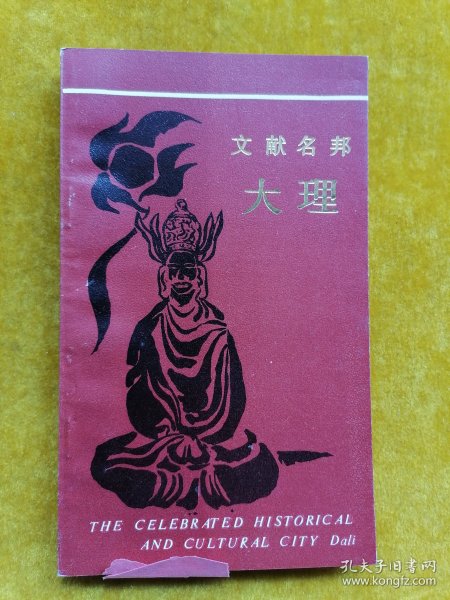 文献名邦
大理
THE CELEBRATED HISTORICAL
AND CULTURAL CITY Dali
孔夫子旧书网
www.kongfz.com